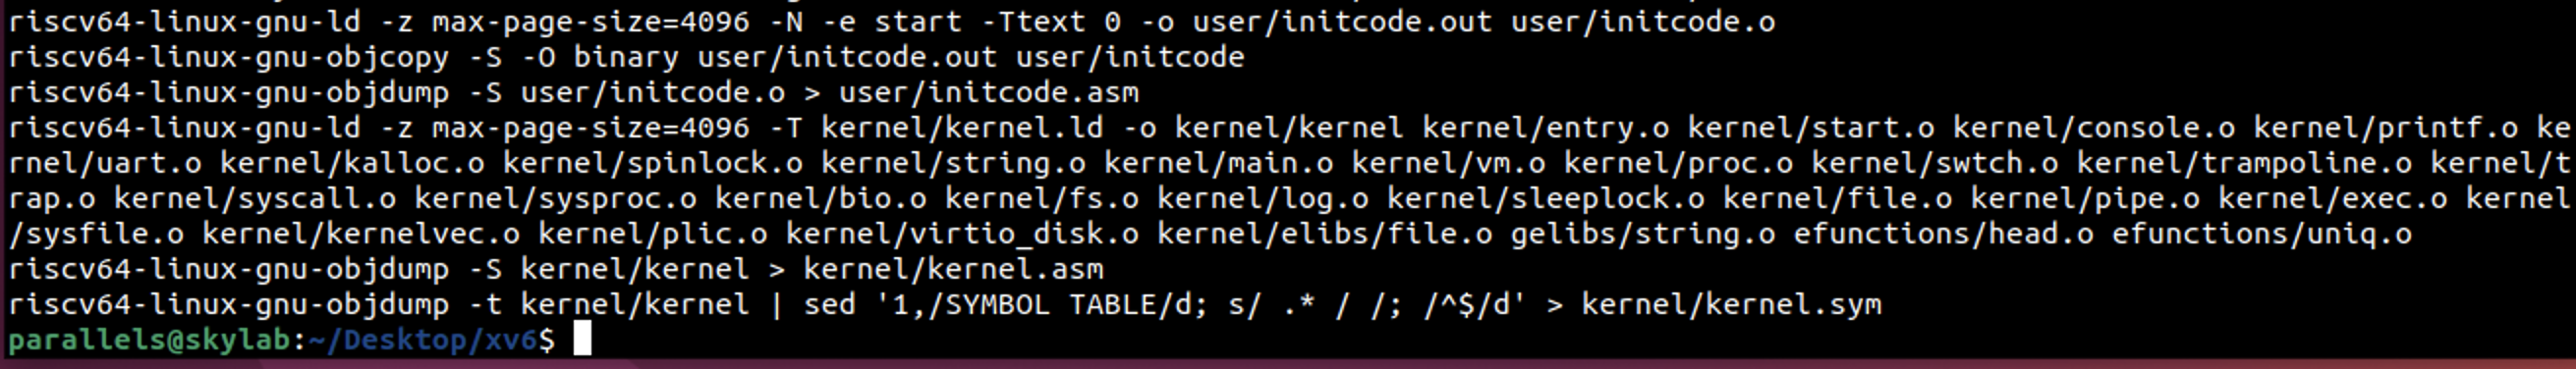 riscv64-linux-gnu-ld -z max-page-size=4096 -N -e start -Ttext 0 -o user/initcode.out user/initcode.o
riscv64-linux-gnu-objcopy -S -O binary user/initcode.out user/initcode
riscv64-linux-gnu-objdump -S user/initcode.o > user/initcode.asm
riscv64-linux-gnu-ld -z max-page-size=4096 -T kernel/kernel.ld -o kernel/kernel kernel/entry.o kernel/start.o kernel/console.o kernel/printf.o ke
rnel/uart.o kernel/kalloc.o kernel/spinlock.o kernel/string.o kernel/main.o kernel/vm.o kernel/proc.o kernel/swtch.o kernel/trampoline.o kernel/t
rap.o kernel/syscall.o kernel/sysproc.o kernel/bio.o kernel/fs.o kernel/log.o kernel/sleeplock.o kernel/file.o kernel/pipe.o kernel/exec.o kernel
/sysfile.o kernel/kernelvec.o kernel/plic.o kernel/virtio_disk.o kernel/elibs/file.o gelibs/string.o efunctions/head.o efunctions/uniq.o
riscv64-linux-gnu-objdump -S kernel/kernel > kernel/kernel.asm
riscv64-linux-gnu-objdump -t kernel/kernel | sed '1,/SYMBOL TABLE/d; s/ .* / /; /^$/d' > kernel/kernel.sym
parallels@skylab:~/Desktop/xv6$